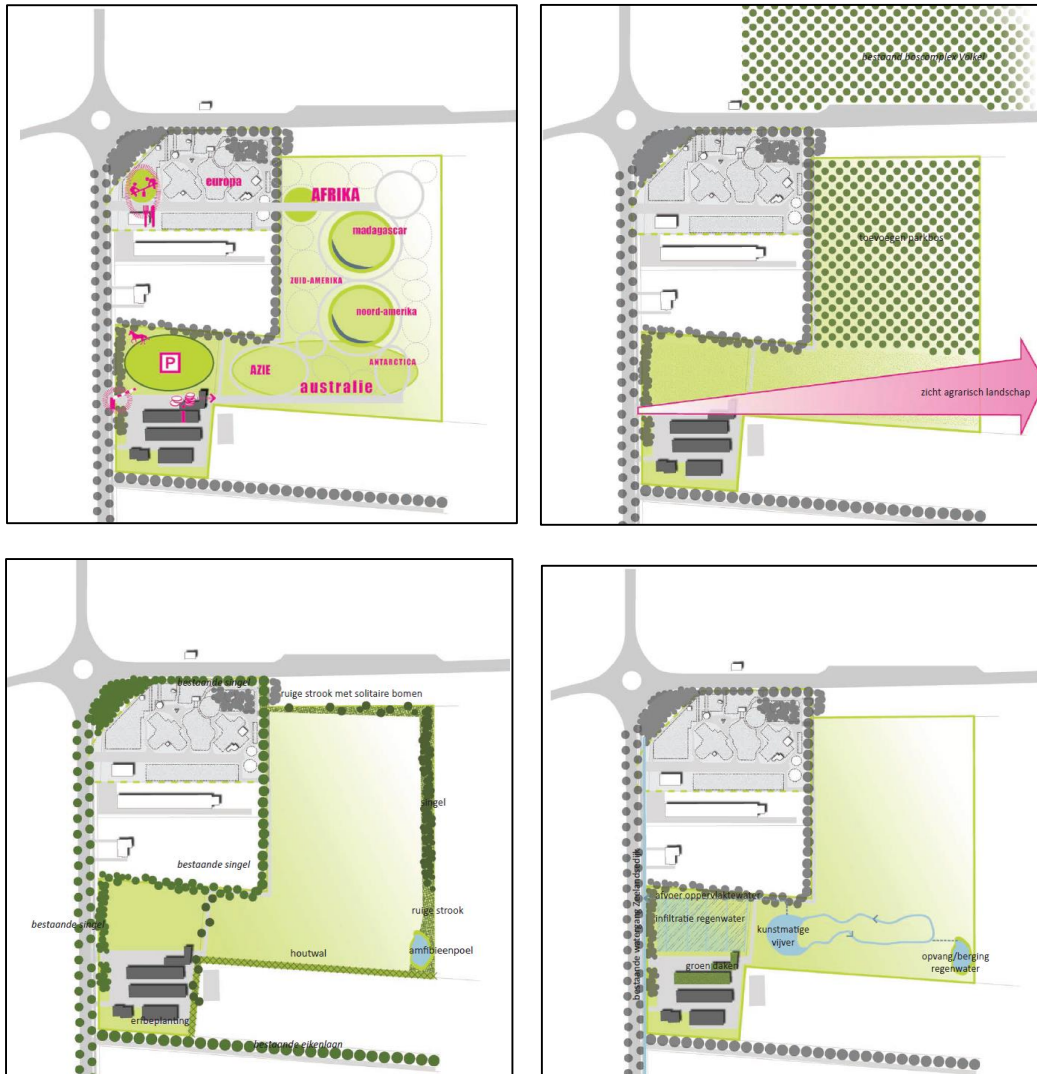 europa
AFRIKA
madagascar
ZUID-AMERIKA
noord-amerika
P
AZIE
ANTARCTICA
australie
bestaand boscomplex Volkel
toevoegen parkbos
zicht agrarisch landschap
bestaande singel
ruige strook met solitaire bomen
singel
bestaande singel
ruige strook
bestaande singel
houtwal
amfibieenpoel
erfbeplanting
bestaande eikenlaan
bestaande watergang Zeelandsedijk
afvoer oppervlaktewater
infiltratie regenwater
kunstmatige
vijver
groen daken
opvang/berging
regenwater